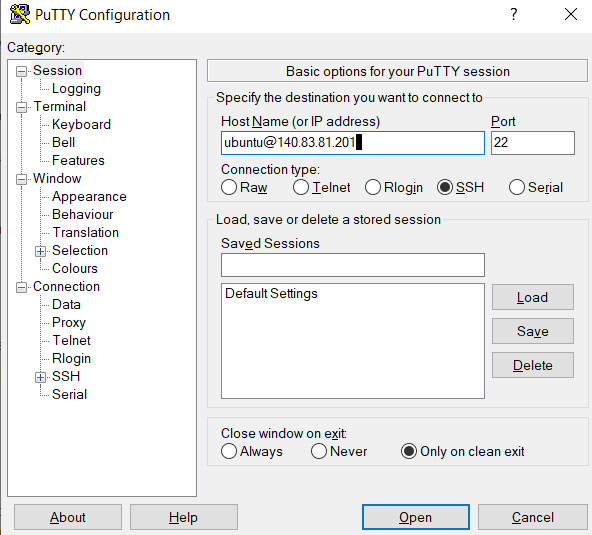 PuTTY Configuration
?
Category:
Session
Logging
Terminal
Keyboard
Bell
Features
Window
Appearance
Behaviour
Translation
Selection
Colours
Connection
Data
Proxy
Telnet
Rlogin
SSH
Serial
Basic options for your PuTTY session
Specify the destination you want to connect to
Host Name (or IP address) Port
ubuntu@140.83.81.201 22
Connection type:
Raw Telnet Rlogin SSH Serial
Load, save or delete a stored session
Saved Sessions
Default Settings
Load
Save
Delete
Close window on exit:
Always Never Only on clean exit
About Help Open Cancel